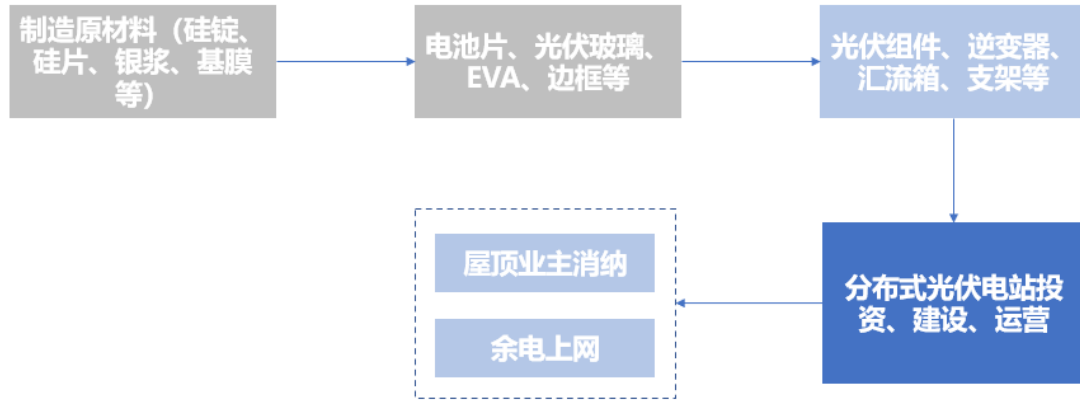 制造原材料（硅锭、
硅片、银浆、基膜
等）
电池片、光伏玻璃、
EVA、边框等
光伏组件、逆变器、
汇流箱、支架等
分布式光伏电站投
资、建设、运营
屋顶业主消纳
余电上网